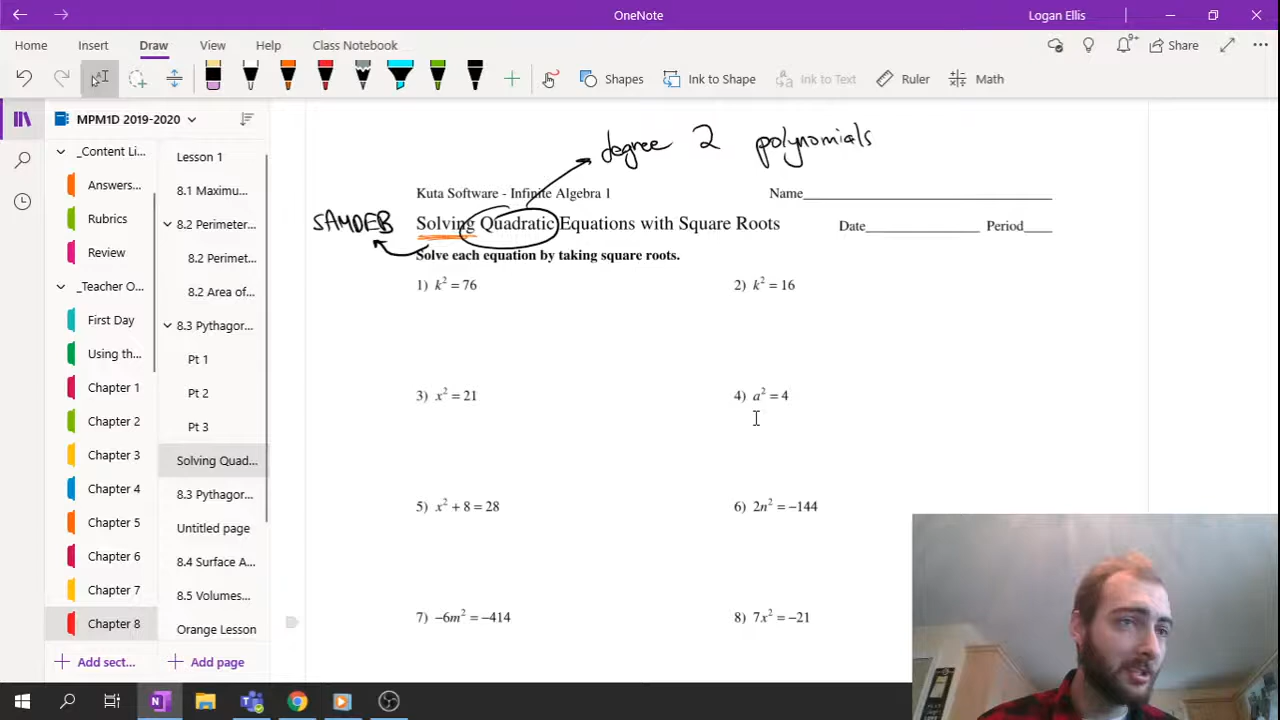 OneNote
Logan Ellis
Home Insert Draw View Help Class Notebook
9+
Share
Shapes Ink to Shape Ink to Text Ruler Math
MPM1D 2019-2020
_Content Li...
Answers...
Rubrics
Review
_Teacher O...
First Day
Using th...
Chapter 1
Chapter 2
Chapter 3
Chapter 4
Chapter 5
Chapter 6
Chapter 7
Chapter 8
Add sect...
Lesson 1
8.1 Maximu...
8.2 Perimeter...
8.2 Perimet...
8.2 Area of...
8.3 Pythagor...
Pt 1
Pt 2
Pt 3
Solving Quad...
8.3 Pythagor...
Untitled page
8.4 Surface A...
8.5 Volumes...
Orange Lesson
Add page
degree 2 polynomials
Kuta Software - Infinite Algebra 1 Name
SAMDEB
Solving Quadratic Equations with Square Roots Date Period
Solve each equation by taking square roots.
1) k² = 76 2) k² = 16
3) x² = 21 4) a² = 4
5) x² + 8 = 28 6) 2n² = −144
7) −6m² = −414 8) 7x² = −21